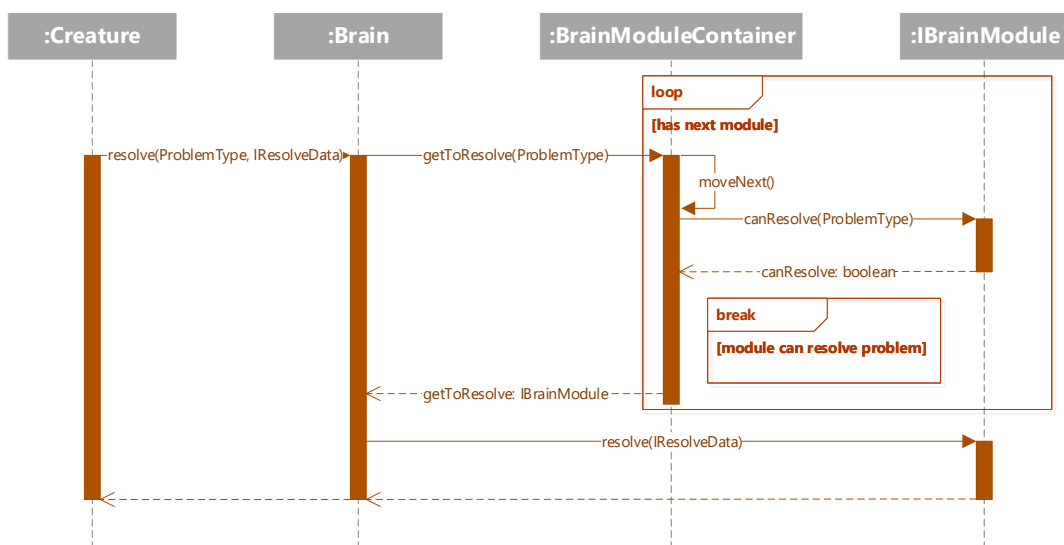 :Creature
:Brain
:BrainModuleContainer
:IBrainModule
loop
[has next module]
resolve(ProblemType, IResolveData)
getToResolve(ProblemType)
moveNext()
canResolve(ProblemType)
canResolve: boolean
break
[module can resolve problem]
getToResolve: IBrainModule
resolve(IResolveData)